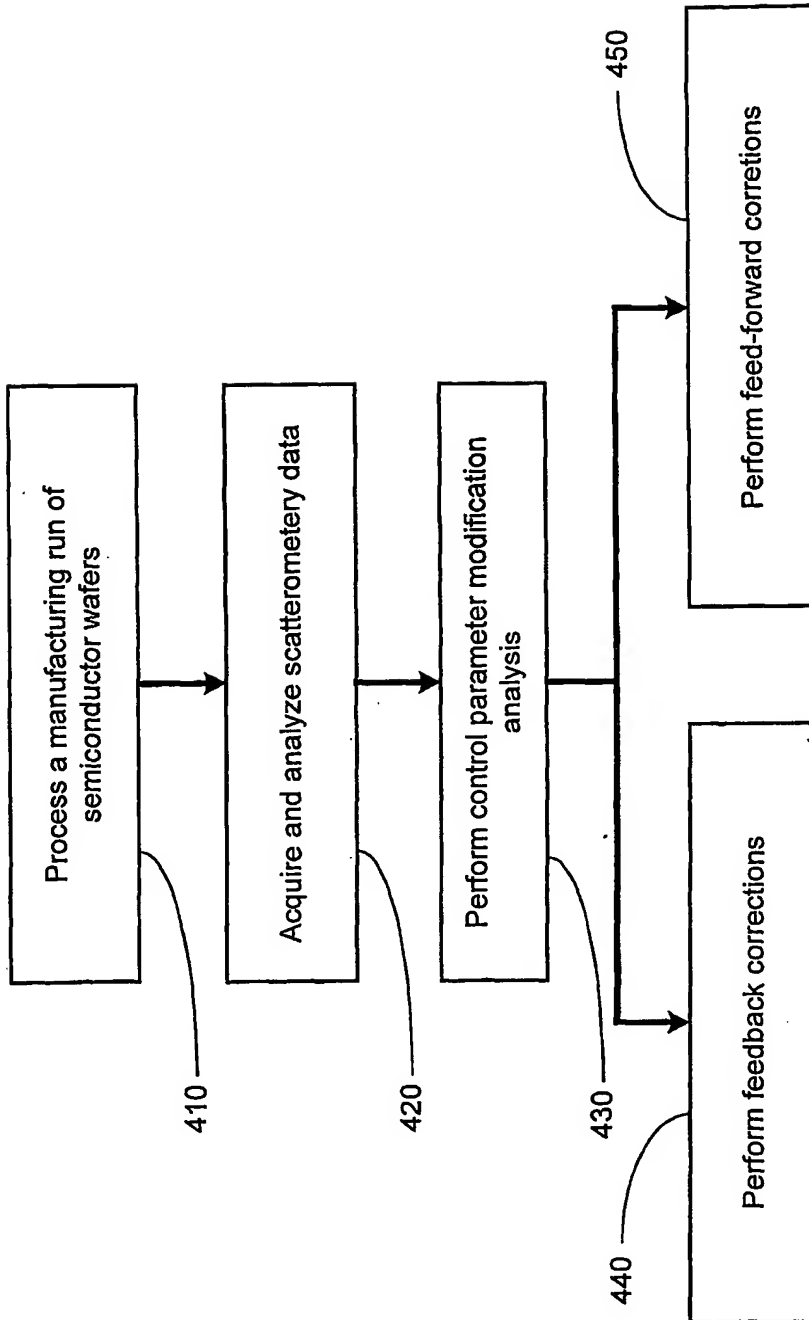 Process a manufacturing run of
semiconductor wafers
410
Acquire and analyze scatterometery data
420
Perform control parameter modification
analysis
430
Perform feedback corrections
440
Perform feed-forward corretions
450